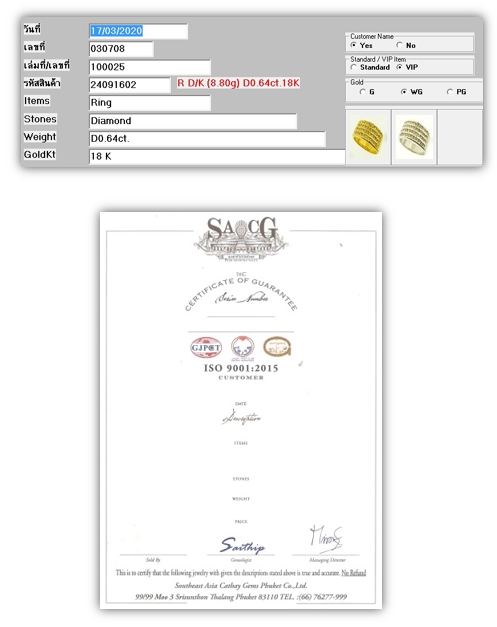 วันที่ 17/03/2020
เลขที่ 030708
เล่มที่/เลขที่ 100025
รหัสสินค้า 24091602 R D/K (8.80g) D0.64ct.18K
Items Ring
Stones Diamond
Weight D0.64ct.
GoldKt 18 K
Customer Name
Yes No
Standard / VIP Item
Standard VIP
Gold
G WG PG
SACG
THE
CERTIFICATE OF GUARANTEE
Serie Number
GJPCT
ISO 9001:2015
CUSTOMER
DATE
Description
ITEMS
STONES
WEIGHT
PRICE
Saithip
Sold By Gemologist Managing Director
This is to certify that the following jewelry with given the descriptions stated above is true and accurate. No Refund
Southeast Asia Cathay Gems Phuket Co.,Ltd.
99/99 Moo 3 Srisunthon Thalang Phuket 83110 TEL. :(66) 76277-999